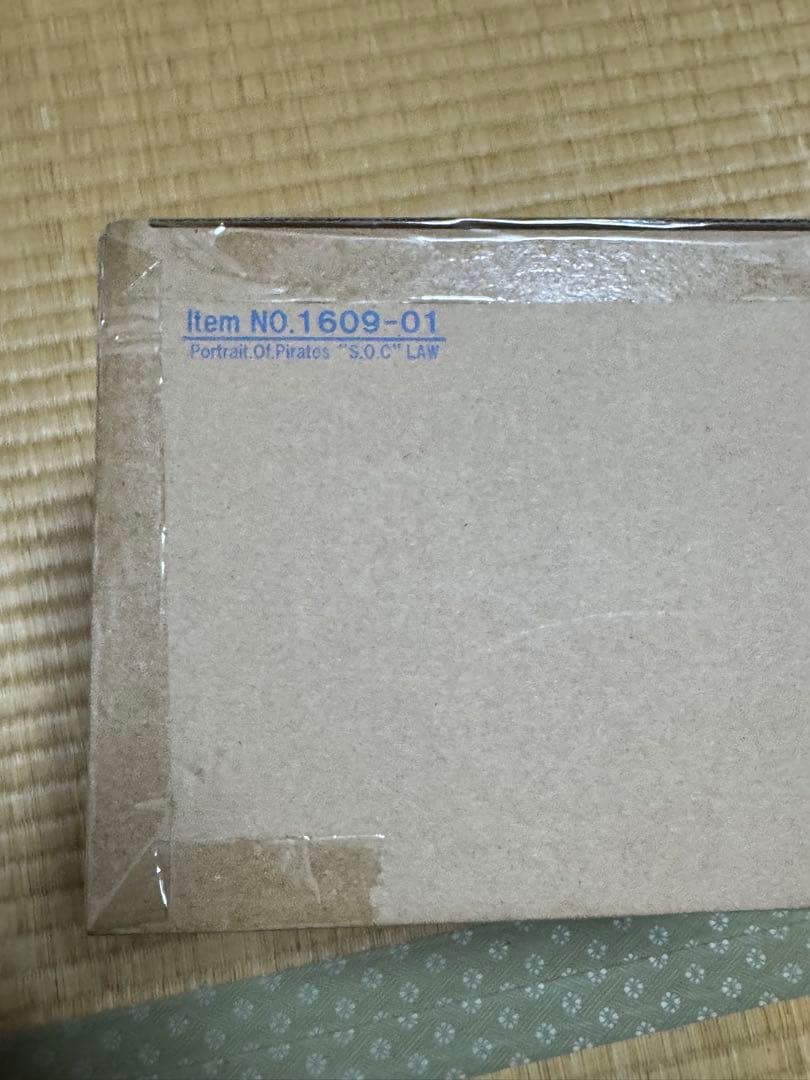 Item NO.1609-01
Portrait.Of.Pirates "S.O.C" LAW